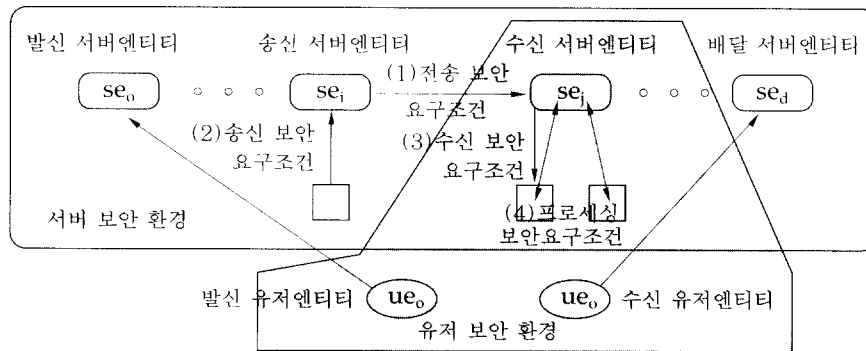 발신 서버엔티티
송신 서버엔티티
수신 서버엔티티
배달 서버엔티티
se_o
se_i
se_j
se_d
(1)전송 보안
요구조건
(2)송신 보안
요구조건
(3)수신 보안
요구조건
(4)프로세싱
보안요구조건
서버 보안 환경
발신 유저엔티티
ue_o
ue_o
수신 유저엔티티
유저 보안 환경